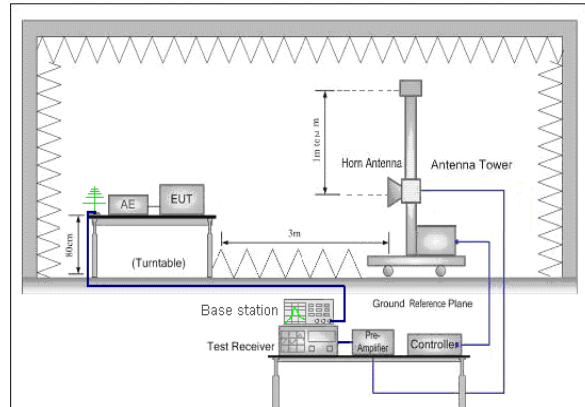 1m to 4 m
Horn Antenna
Antenna Tower
AE
EUT
80cm
(Turntable)
3m
Ground Reference Plane
Base station
Test Receiver
Pre-
Amplifier
Controller